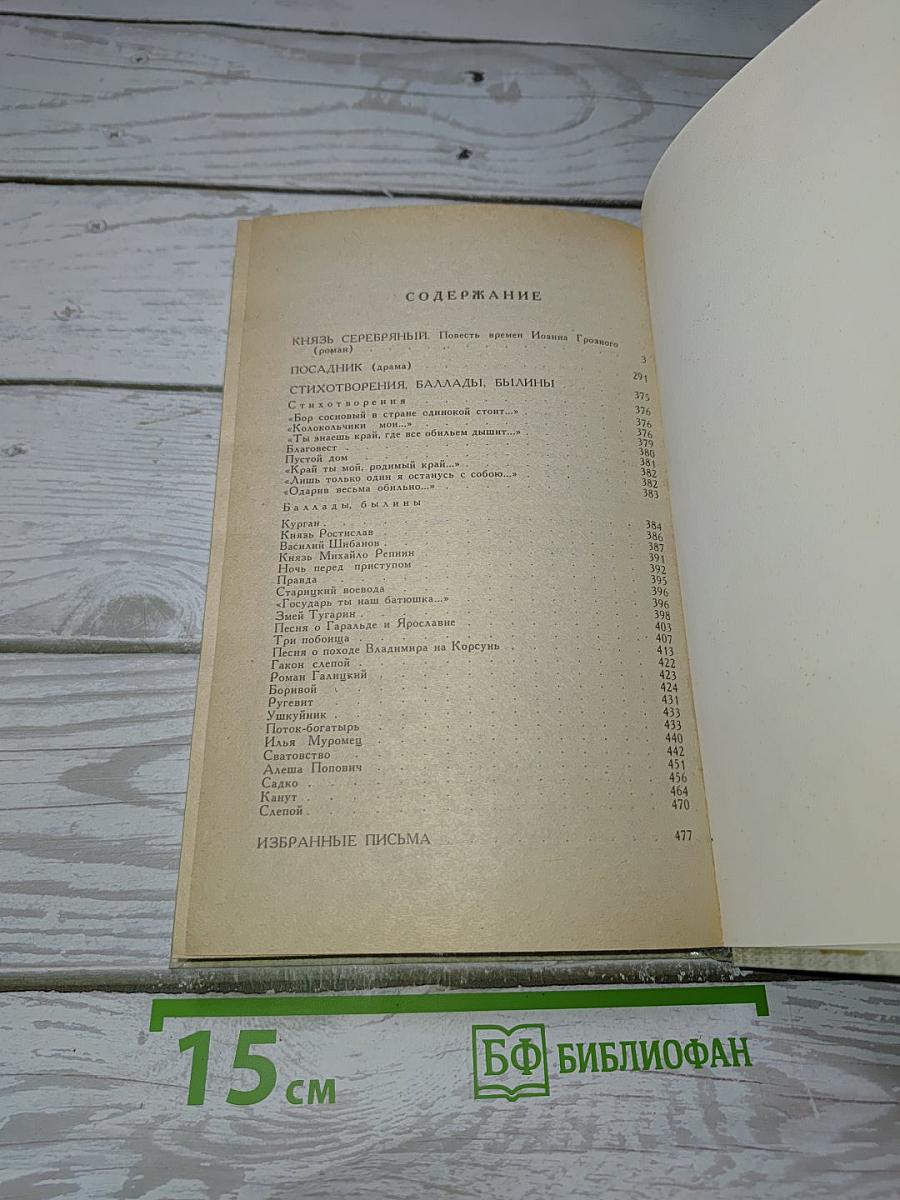 СОДЕРЖАНИЕ
КНЯЗЬ СЕРЕБРЯНЫЙ. Повесть времен Иоанна Грозного
(роман) 3
ПОСАДНИК (драма) 291
СТИХОТВОРЕНИЯ, БАЛЛАДЫ, БЫЛИНЫ 375
Стихотворения 376
«Бор сосновый в стране одинокой стоит...» 376
«Колокольчики мои...» 376
«Ты знаешь край, где все обильем дышит...» 379
Благовест 380
Пустой дом 381
«Край ты мой, родимый край...» 382
«Лишь только один я останусь с собою...» 382
«Одарив весьма обильно...» 383
Баллады, былины
Курган 384
Князь Ростислав 386
Василий Шибанов 387
Князь Михайло Репнин 391
Ночь перед приступом 392
Правда 395
Старицкий воевода 396
«Государь ты наш батюшка...» 396
Змей Тугарин 398
Песня о Гаральде и Ярославне 403
Три побоища 407
Песня о походе Владимира на Корсунь 413
Гакон слепой 422
Роман Галицкий 423
Боривой 424
Ругевит 431
Ушкуйник 433
Поток-богатырь 433
Илья Муромец 440
Сватовство 442
Алеша Попович 451
Садко 456
Канут 464
Слепой 470
ИЗБРАННЫЕ ПИСЬМА 477
15 см
БФ БИБЛИОФАН